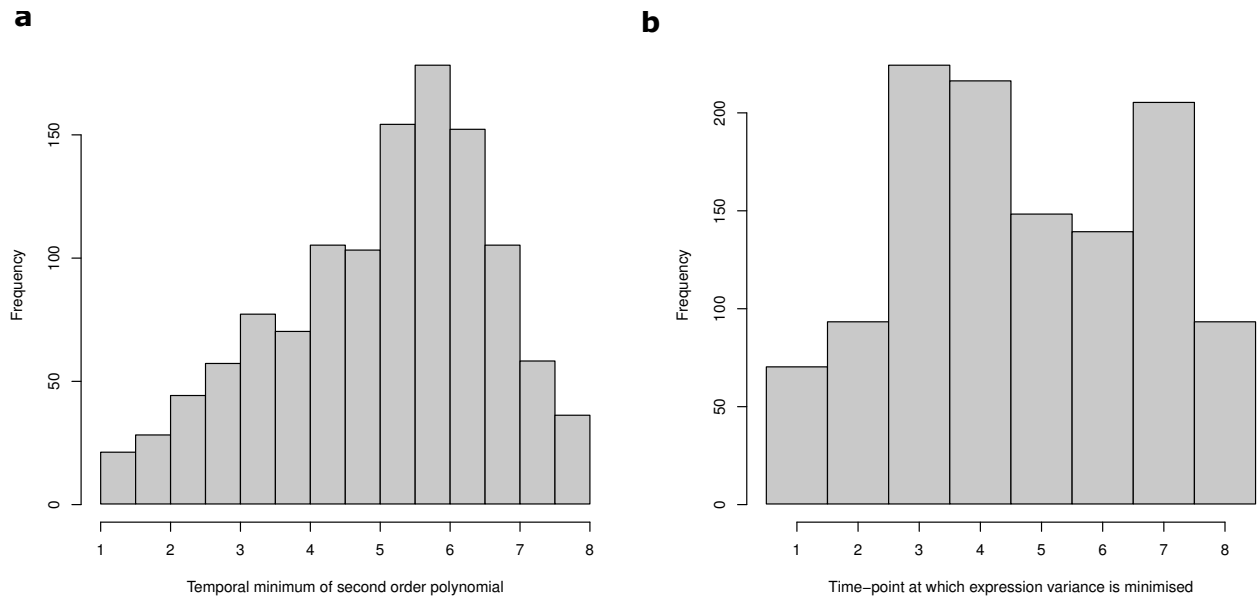 a
b
Frequency
0
50
100
150
1 2 3 4 5 6 7 8
Temporal minimum of second order polynomial
Frequency
0
50
100
150
200
1 2 3 4 5 6 7 8
Time−point at which expression variance is minimised